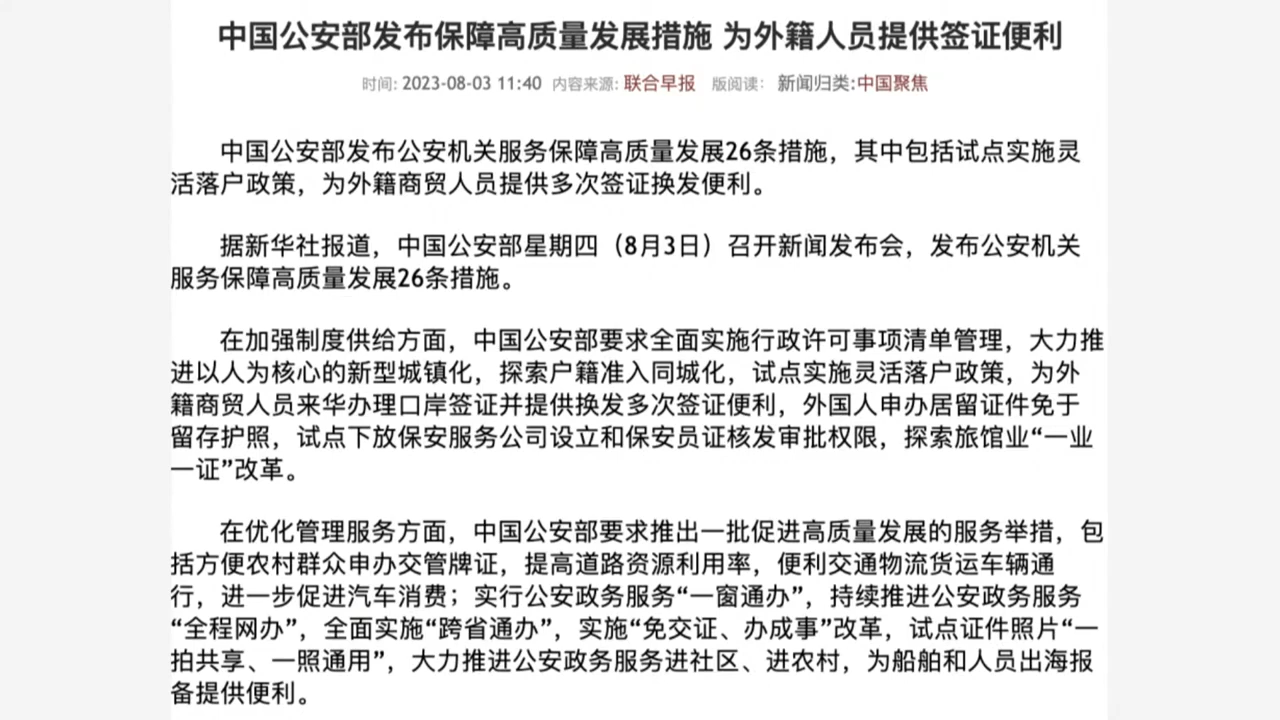 中国公安部发布保障高质量发展措施 为外籍人员提供签证便利
时间: 2023-08-03 11:40 内容来源: 联合早报 版阅读: 新闻归类:中国聚焦
中国公安部发布公安机关服务保障高质量发展26条措施，其中包括试点实施灵
活落户政策，为外籍商贸人员提供多次签证换发便利。
据新华社报道，中国公安部星期四（8月3日）召开新闻发布会，发布公安机关
服务保障高质量发展26条措施。
在加强制度供给方面，中国公安部要求全面实施行政许可事项清单管理，大力推
进以人为核心的新型城镇化，探索户籍准入同城化，试点实施灵活落户政策，为外
籍商贸人员来华办理口岸签证并提供换发多次签证便利，外国人申办居留证件免于
留存护照，试点下放保安服务公司设立和保安员证核发审批权限，探索旅馆业“一业
一证”改革。
在优化管理服务方面，中国公安部要求推出一批促进高质量发展的服务举措，包
括方便农村群众申办交管牌证，提高道路资源利用率，便利交通物流货运车辆通
行，进一步促进汽车消费；实行公安政务服务“一窗通办”，持续推进公安政务服务
“全程网办”，全面实施“跨省通办”，实施“免交证、办成事”改革，试点证件照片“一
拍共享、一照通用”，大力推进公安政务服务进社区、进农村，为船舶和人员出海报
备提供便利。